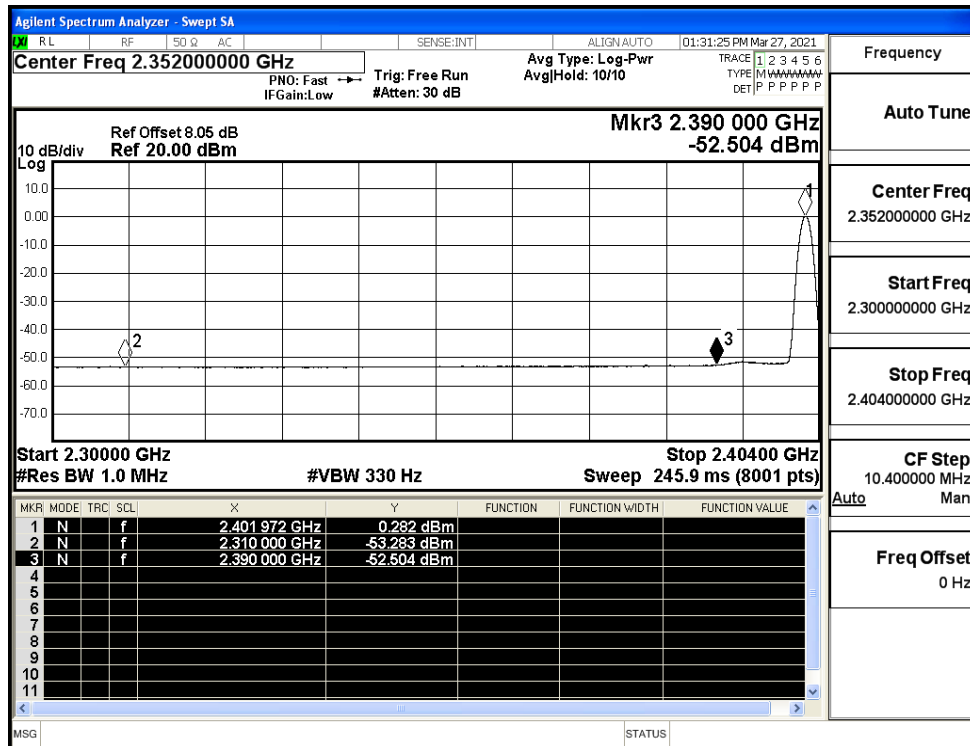 Agilent Spectrum Analyzer - Swept SA
LXI RL RF 50 Ω AC SENSE:INT ALIGN AUTO 01:31:25 PM Mar 27, 2021
Center Freq 2.352000000 GHz
PNO: Fast
IFGain:Low
Trig: Free Run
#Atten: 30 dB
Avg Type: Log-Pwr
Avg|Hold: 10/10
TRACE 1 2 3 4 5 6
TYPE MWWWWW
DET P P P P P P
Ref Offset 8.05 dB
10 dB/div Ref 20.00 dBm
Log
Mkr3 2.390 000 GHz
-52.504 dBm
10.0
0.00
-10.0
-20.0
-30.0
-40.0
-50.0
-60.0
-70.0
1
2
3
Start 2.30000 GHz Stop 2.40400 GHz
#Res BW 1.0 MHz #VBW 330 Hz Sweep 245.9 ms (8001 pts)
MKR MODE TRC SCL X Y FUNCTION FUNCTION WIDTH FUNCTION VALUE
1 N f 2.401 972 GHz 0.282 dBm
2 N f 2.310 000 GHz -53.283 dBm
3 N f 2.390 000 GHz -52.504 dBm
4
5
6
7
8
9
10
11
MSG STATUS
Frequency
Auto Tune
Center Freq
2.352000000 GHz
Start Freq
2.300000000 GHz
Stop Freq
2.404000000 GHz
CF Step
10.400000 MHz
Auto Man
Freq Offset
0 Hz